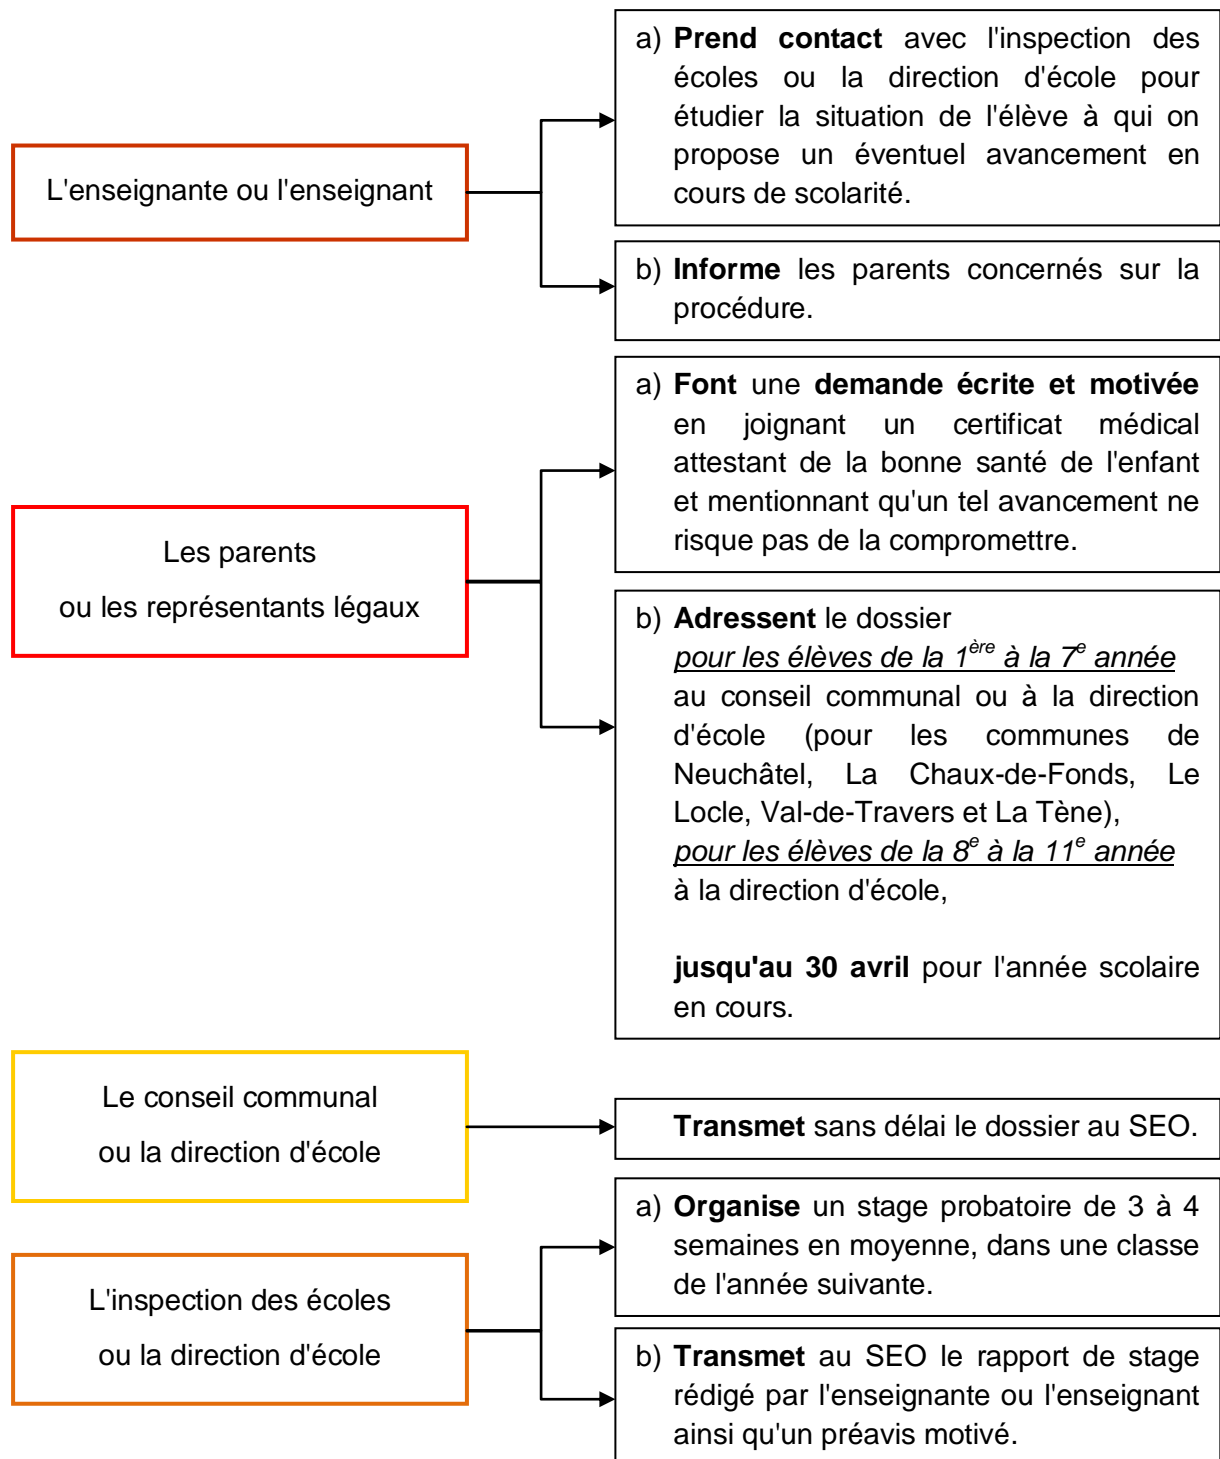 L'enseignante ou l'enseignant
a) Prend contact avec l'inspection des
écoles ou la direction d'école pour
étudier la situation de l'élève à qui on
propose un éventuel avancement en
cours de scolarité.
b) Informe les parents concernés sur la
procédure.
Les parents
ou les représentants légaux
a) Font une demande écrite et motivée
en joignant un certificat médical
attestant de la bonne santé de l'enfant
et mentionnant qu'un tel avancement ne
risque pas de la compromettre.
b) Adressent le dossier
pour les élèves de la 1ère à la 7e année
au conseil communal ou à la direction
d'école (pour les communes de
Neuchâtel, La Chaux-de-Fonds, Le
Locle, Val-de-Travers et La Tène),
pour les élèves de la 8e à la 11e année
à la direction d'école,
jusqu'au 30 avril pour l'année scolaire
en cours.
Le conseil communal
ou la direction d'école
Transmet sans délai le dossier au SEO.
L'inspection des écoles
ou la direction d'école
a) Organise un stage probatoire de 3 à 4
semaines en moyenne, dans une classe
de l'année suivante.
b) Transmet au SEO le rapport de stage
rédigé par l'enseignante ou l'enseignant
ainsi qu'un préavis motivé.